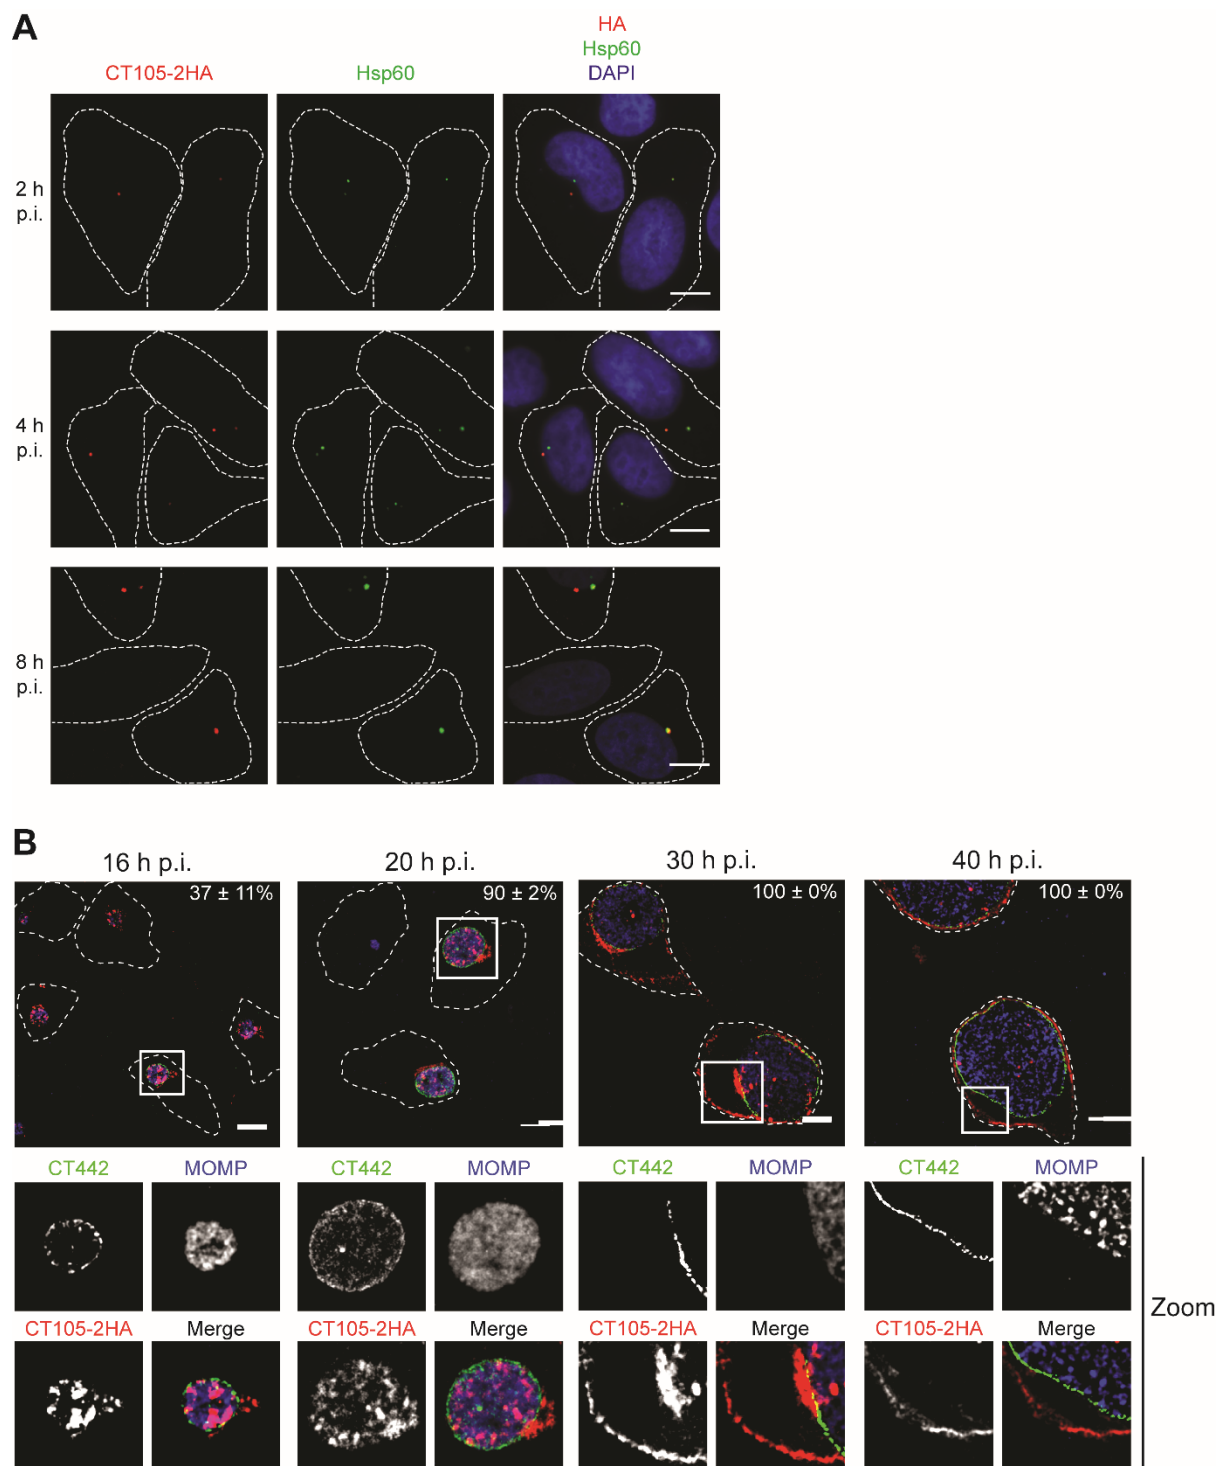 A
HA
Hsp60
CT105-2HA Hsp60 DAPI
2 h
p.i.
4 h
p.i.
8 h
p.i.
B
16 h p.i. 20 h p.i. 30 h p.i. 40 h p.i.
37 ± 11% 90 ± 2% 100 ± 0% 100 ± 0%
CT442 MOMP CT442 MOMP CT442 MOMP CT442 MOMP
Zoom
CT105-2HA Merge CT105-2HA Merge CT105-2HA Merge CT105-2HA Merge